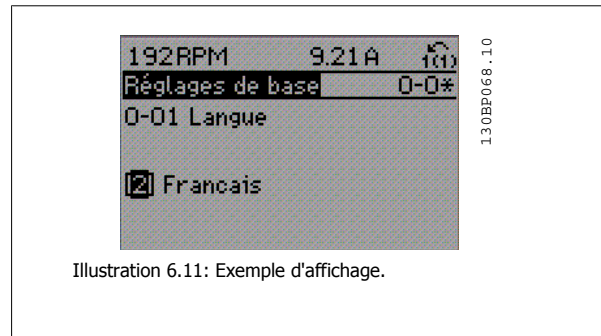 192RPM 9.21A 1(1)
Réglages de base 0-0*
0-01 Langue
[2] Francais
130BP068.10
Illustration 6.11: Exemple d'affichage.